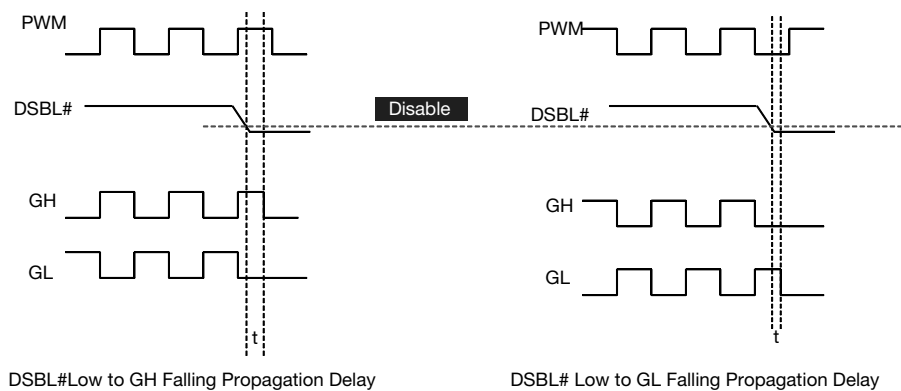 PWM
DSBL#
GH
GL
t
DSBL#Low to GH Falling Propagation Delay
Disable
PWM
DSBL#
GH
GL
t
DSBL# Low to GL Falling Propagation Delay